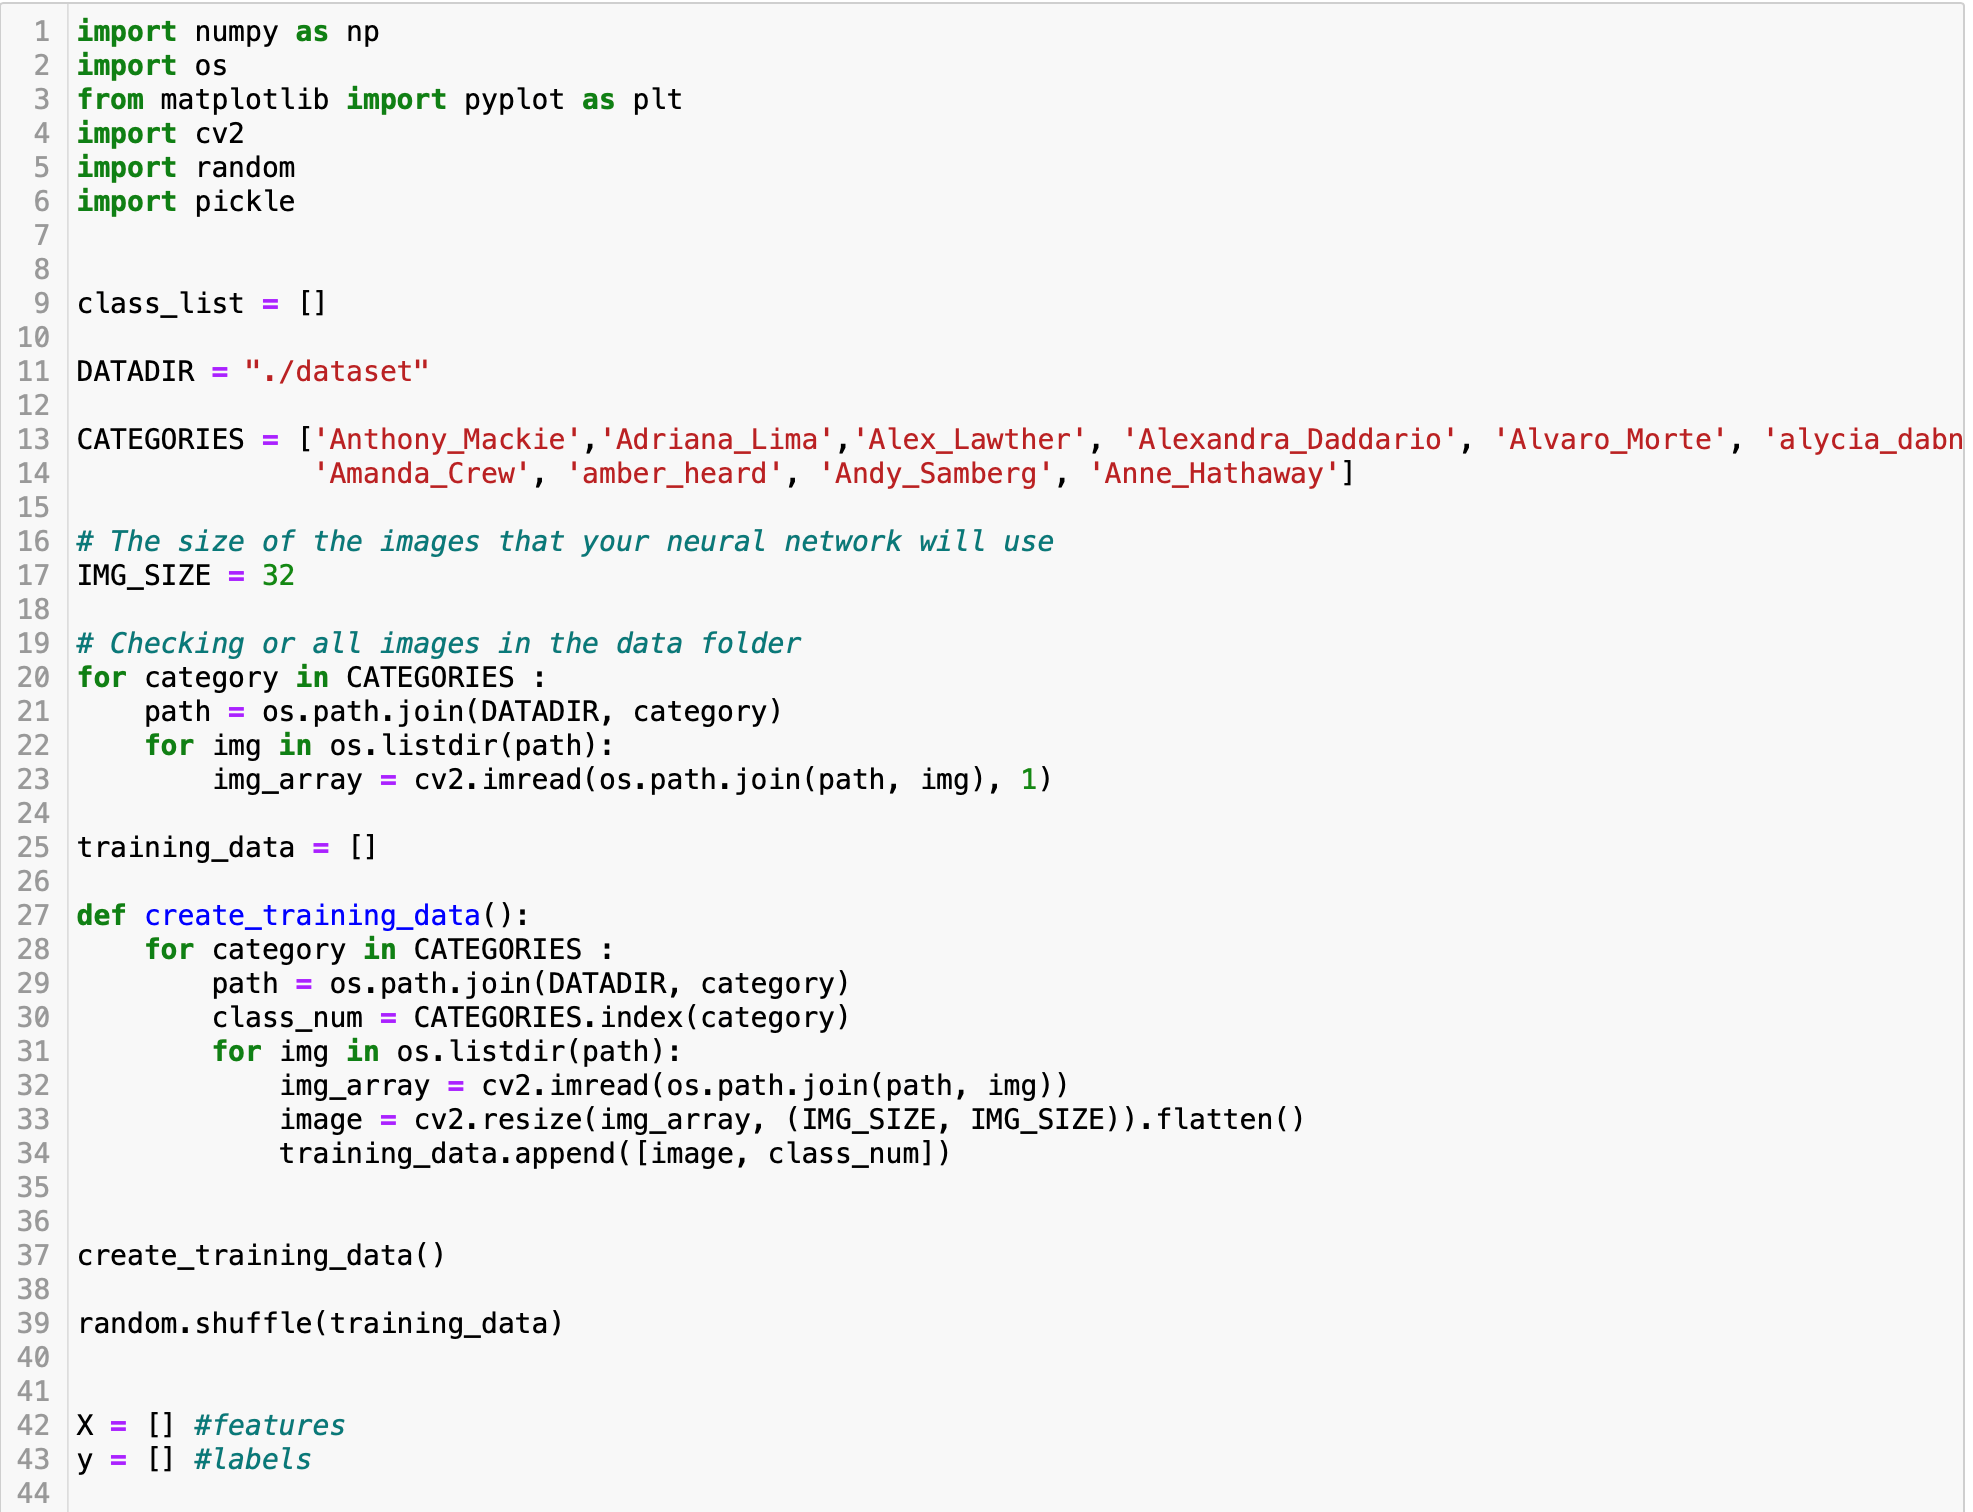 1 import numpy as np
2 import os
3 from matplotlib import pyplot as plt
4 import cv2
5 import random
6 import pickle
7
8
9 class_list = []
10
11 DATADIR = "./dataset"
12
13 CATEGORIES = ['Anthony_Mackie','Adriana_Lima','Alex_Lawther', 'Alexandra_Daddario', 'Alvaro_Morte', 'alycia_dabn
14               'Amanda_Crew', 'amber_heard', 'Andy_Samberg', 'Anne_Hathaway']
15
16 # The size of the images that your neural network will use
17 IMG_SIZE = 32
18
19 # Checking or all images in the data folder
20 for category in CATEGORIES :
21     path = os.path.join(DATADIR, category)
22     for img in os.listdir(path):
23         img_array = cv2.imread(os.path.join(path, img), 1)
24
25 training_data = []
26
27 def create_training_data():
28     for category in CATEGORIES :
29         path = os.path.join(DATADIR, category)
30         class_num = CATEGORIES.index(category)
31         for img in os.listdir(path):
32             img_array = cv2.imread(os.path.join(path, img))
33             image = cv2.resize(img_array, (IMG_SIZE, IMG_SIZE)).flatten()
34             training_data.append([image, class_num])
35
36
37 create_training_data()
38
39 random.shuffle(training_data)
40
41
42 X = [] #features
43 y = [] #labels
44